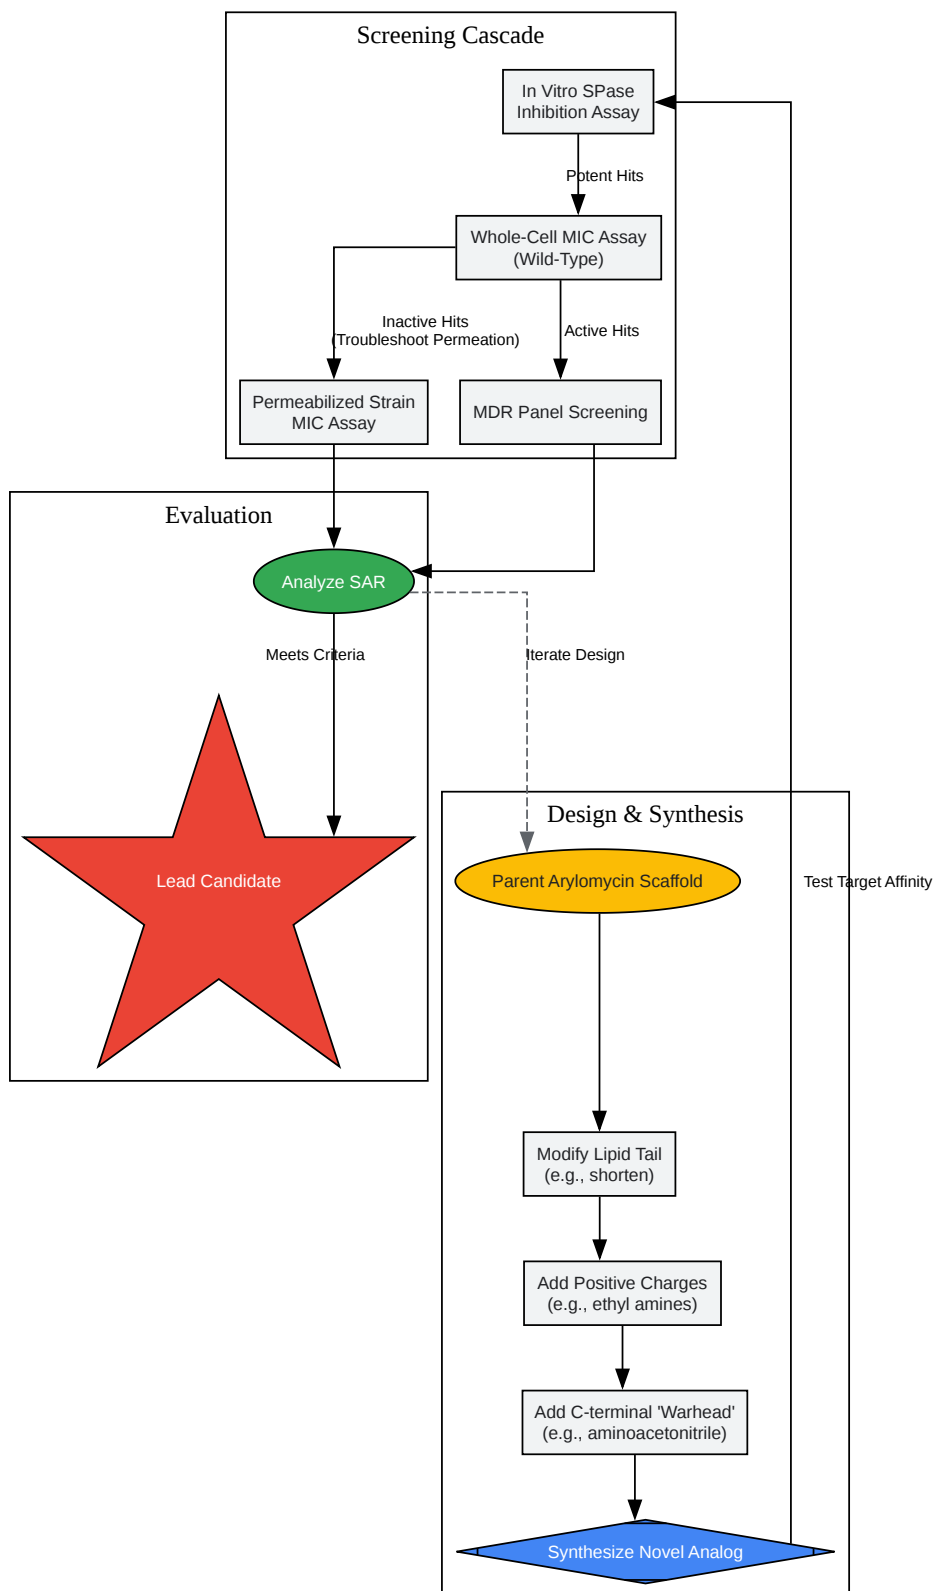 Screening Cascade
In Vitro SPase
Inhibition Assay
Potent Hits
Whole-Cell MIC Assay
(Wild-Type)
Inactive Hits
(Troubleshoot Permeation)
Active Hits
Permeabilized Strain
MIC Assay
MDR Panel Screening
Evaluation
Analyze SAR
Meets Criteria
Iterate Design
Lead Candidate
Design & Synthesis
Parent Arylomycin Scaffold
Test Target Affinity
Modify Lipid Tail
(e.g., shorten)
Add Positive Charges
(e.g., ethyl amines)
Add C-terminal 'Warhead'
(e.g., aminoacetonitrile)
Synthesize Novel Analog